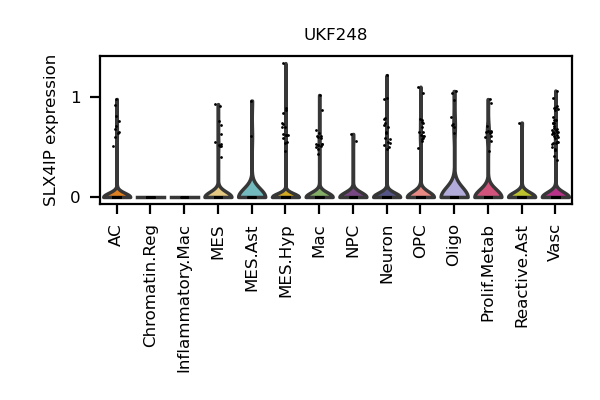 UKF248
SLX4IP expression
1
0
AC
Chromatin.Reg
Inflammatory.Mac
MES
MES.Ast
MES.Hyp
Mac
NPC
Neuron
OPC
Oligo
Prolif.Metab
Reactive.Ast
Vasc